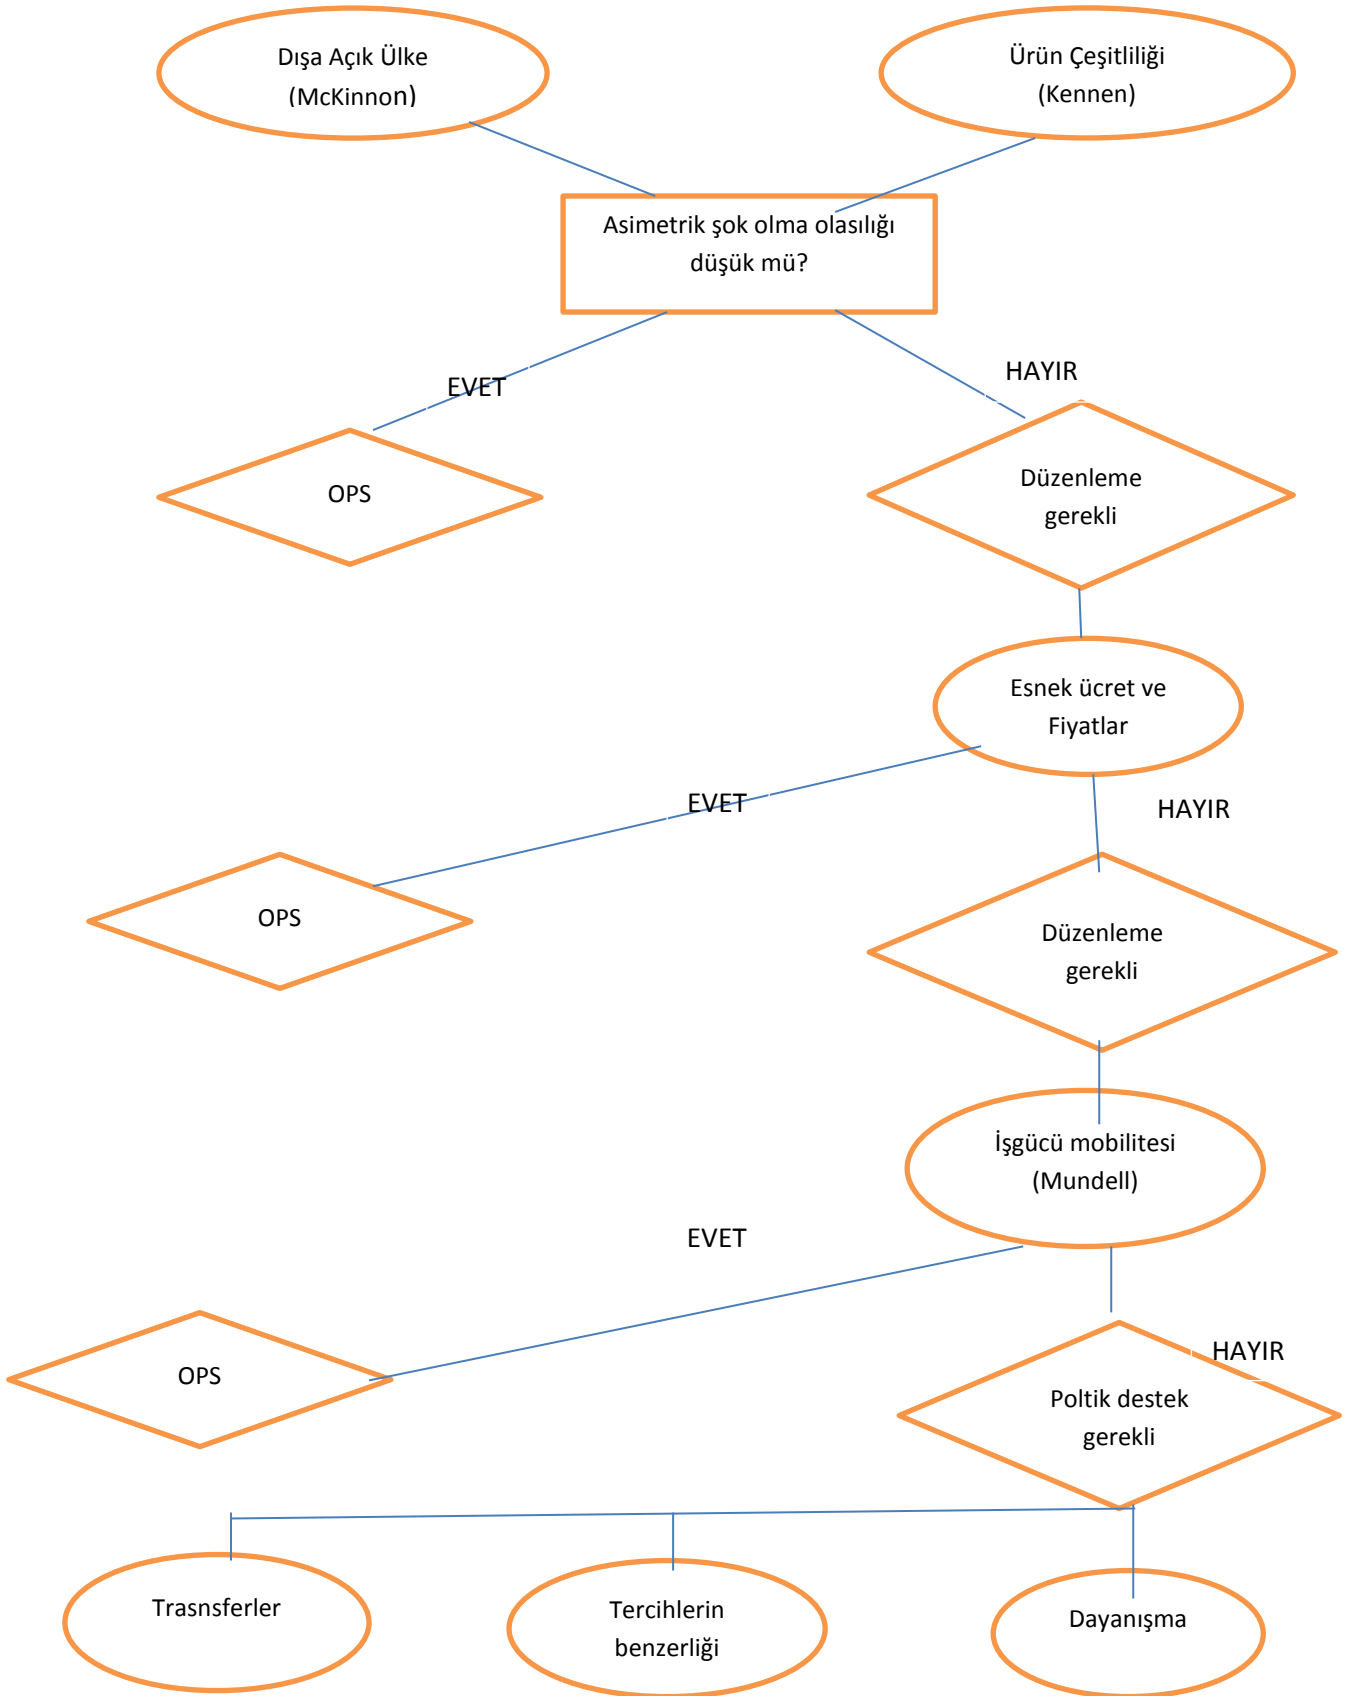 Dışa Açık Ülke
(McKinnon)
Ürün Çeşitliliği
(Kennen)
Asimetrik şok olma olasılığı
düşük mü?
EVET
HAYIR
OPS
Düzenleme
gerekli
Esnek ücret ve
Fiyatlar
EVET
HAYIR
OPS
Düzenleme
gerekli
İşgücü mobilitesi
(Mundell)
EVET
HAYIR
OPS
Poltik destek
gerekli
Trasnsferler
Tercihlerin
benzerliği
Dayanışma